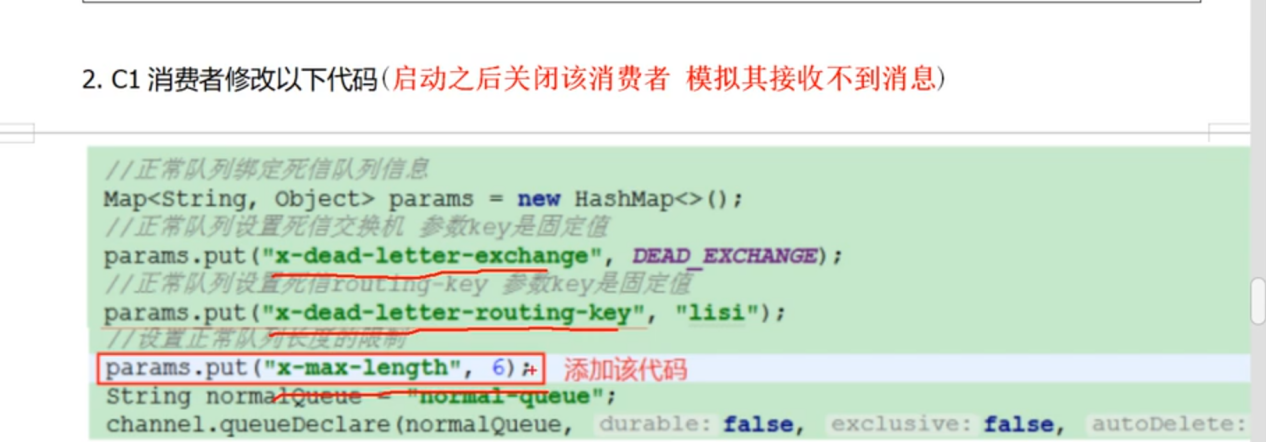 2. C1 消费者修改以下代码(启动之后关闭该消费者 模拟其接收不到消息)
//正常队列绑定死信队列信息
Map<String, Object> params = new HashMap<>();
//正常队列设置死信交换机 参数key是固定值
params.put("x-dead-letter-exchange", DEAD_EXCHANGE);
//正常队列设置死信routing-key 参数key是固定值
params.put("x-dead-letter-routing-key", "lisi");
//设置正常队列长度的限制
params.put("x-max-length", 6); 添加该代码
String normalQueue = "normal-queue";
channel.queueDeclare(normalQueue, durable: false, exclusive: false, autoDelete: